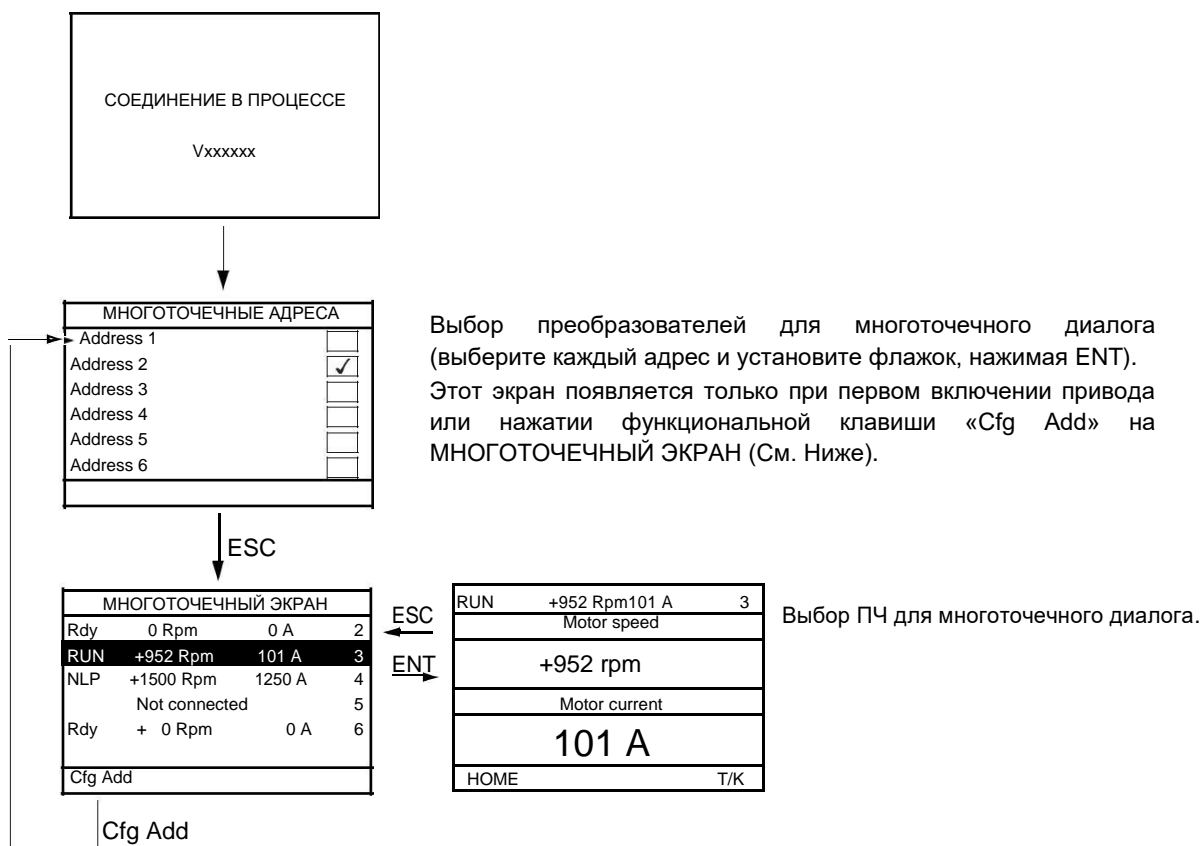 СОЕДИНЕНИЕ В ПРОЦЕССЕ
Vxxxxxx
МНОГОТОЧЕЧНЫЕ АДРЕСА
Address 1
Address 2
Address 3
Address 4
Address 5
Address 6
Выбор преобразователей для многоточечного диалога
(выберите каждый адрес и установите флажок, нажимая ENT).
Этот экран появляется только при первом включении привода
или нажатии функциональной клавиши «Cfg Add» на
МНОГОТОЧЕЧНЫЙ ЭКРАН (См. Ниже).
ESC
МНОГОТОЧЕЧНЫЙ ЭКРАН
Rdy 0 Rpm 0 A 2
RUN +952 Rpm 101 A 3
NLP +1500 Rpm 1250 A 4
Not connected 5
Rdy + 0 Rpm 0 A 6
Cfg Add
ESC
ENT
RUN +952 Rpm101 A 3
Motor speed
+952 rpm
Motor current
101 A
HOME T/K
Выбор ПЧ для многоточечного диалога.
Cfg Add